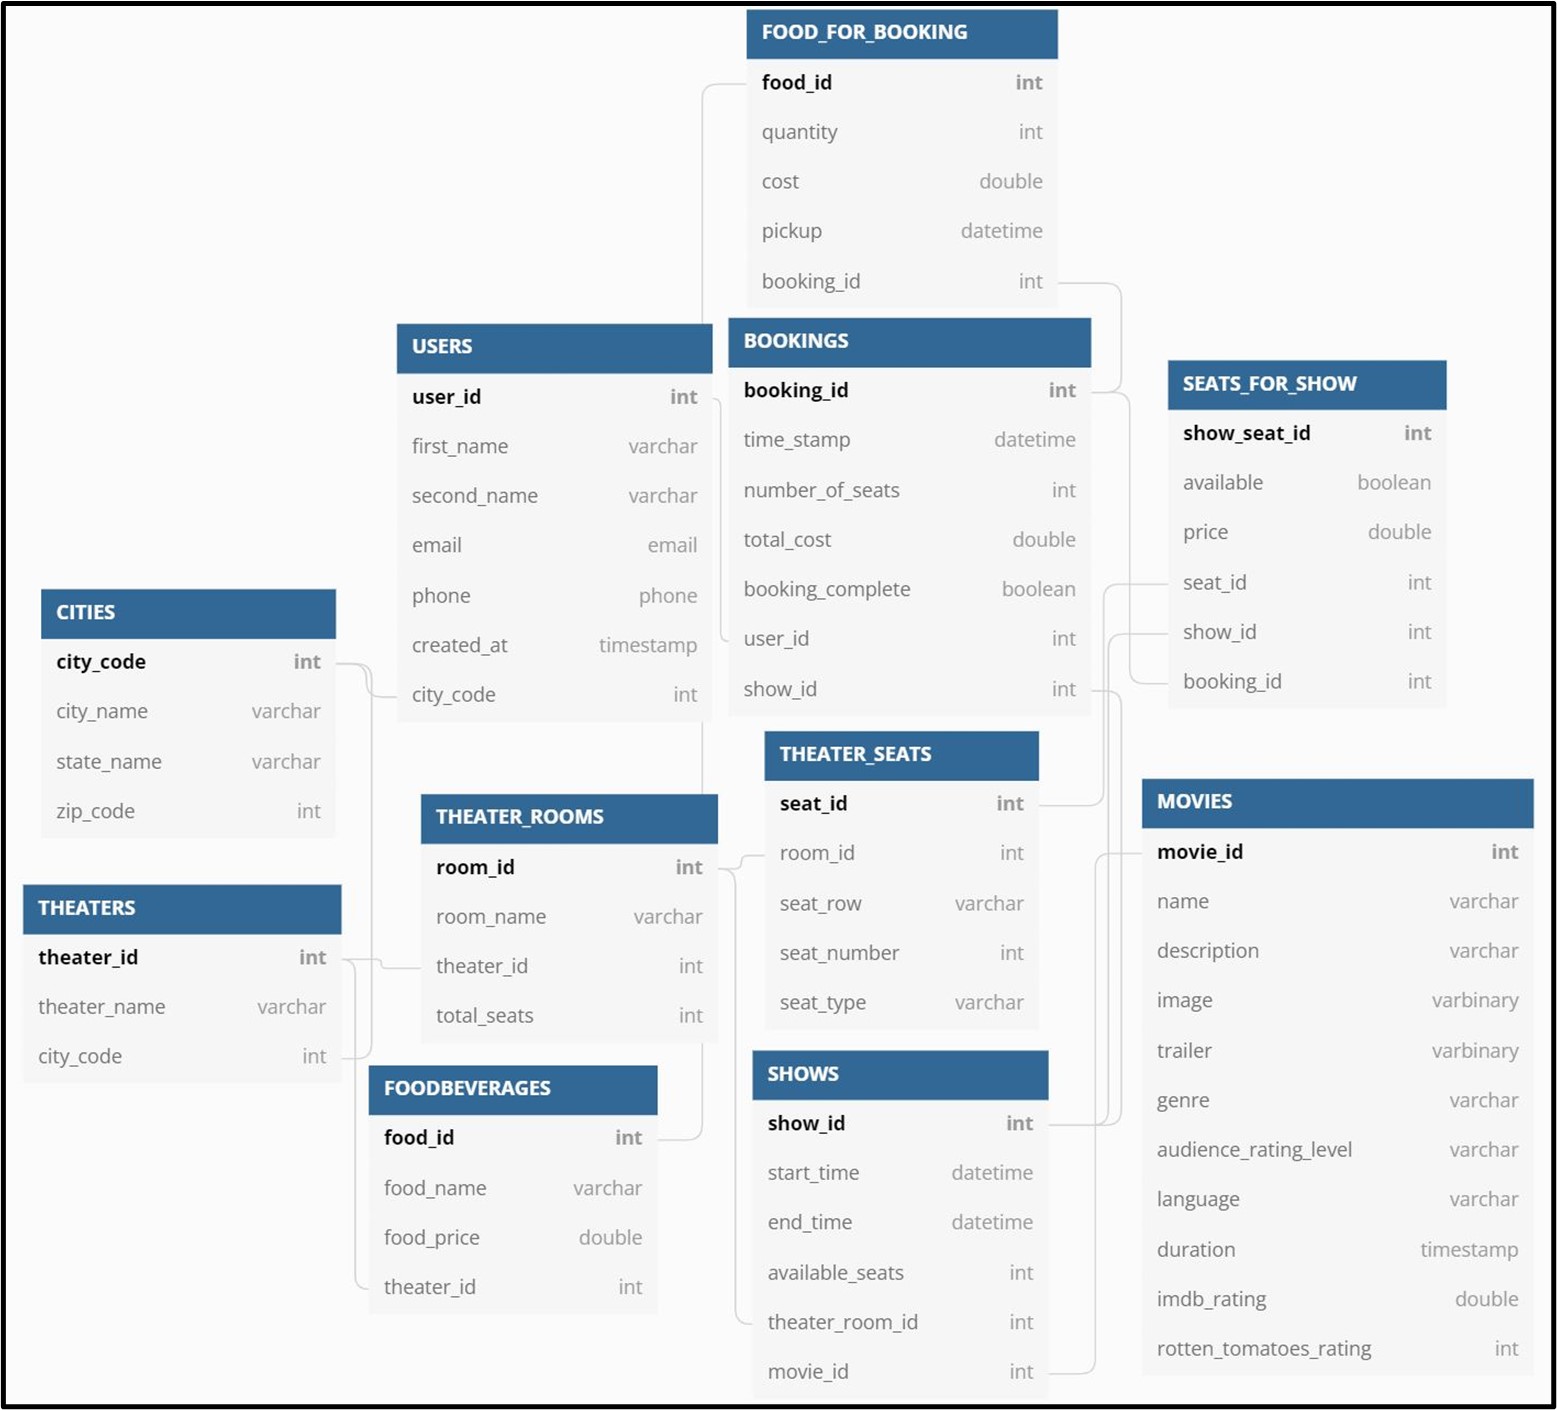 FOOD_FOR_BOOKING
food_id int
quantity int
cost double
pickup datetime
booking_id int
USERS
user_id int
first_name varchar
second_name varchar
email email
phone phone
created_at timestamp
city_code int
BOOKINGS
booking_id int
time_stamp datetime
number_of_seats int
total_cost double
booking_complete boolean
user_id int
show_id int
SEATS_FOR_SHOW
show_seat_id int
available boolean
price double
seat_id int
show_id int
booking_id int
CITIES
city_code int
city_name varchar
state_name varchar
zip_code int
THEATER_ROOMS
room_id int
room_name varchar
theater_id int
total_seats int
THEATER_SEATS
seat_id int
room_id int
seat_row varchar
seat_number int
seat_type varchar
MOVIES
movie_id int
name varchar
description varchar
image varbinary
trailer varbinary
genre varchar
audience_rating_level varchar
language varchar
duration timestamp
imdb_rating double
rotten_tomatoes_rating int
THEATERS
theater_id int
theater_name varchar
city_code int
FOODBEVERAGES
food_id int
food_name varchar
food_price double
theater_id int
SHOWS
show_id int
start_time datetime
end_time datetime
available_seats int
theater_room_id int
movie_id int